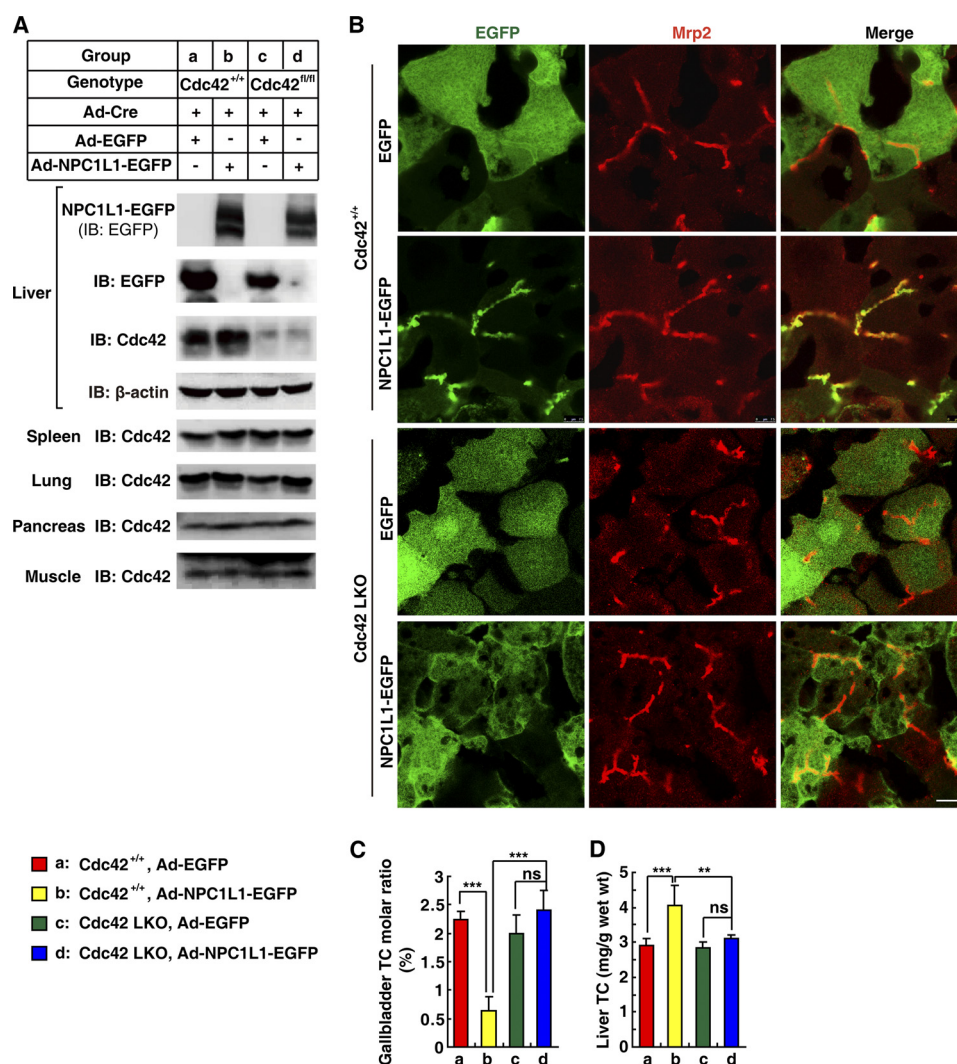 A
Group a b c d
Genotype Cdc42+/+ Cdc42fl/fl
Ad-Cre + + + +
Ad-EGFP + - + -
Ad-NPC1L1-EGFP - + - +
NPC1L1-EGFP
(IB: EGFP)
IB: EGFP
Liver
IB: Cdc42
IB: β-actin
Spleen IB: Cdc42
Lung IB: Cdc42
Pancreas IB: Cdc42
Muscle IB: Cdc42
B
EGFP Mrp2 Merge
Cdc42+/+
EGFP
NPC1L1-EGFP
Cdc42 LKO
EGFP
NPC1L1-EGFP
a: Cdc42+/+, Ad-EGFP
b: Cdc42+/+, Ad-NPC1L1-EGFP
c: Cdc42 LKO, Ad-EGFP
d: Cdc42 LKO, Ad-NPC1L1-EGFP
C
Gallbladder TC molar ratio
(%)
3
2.5
2
1.5
1
0.5
0
***
***
ns
a b c d
D
Liver TC (mg/g wet wt)
5
4
3
2
1
0
***
**
ns
a b c d